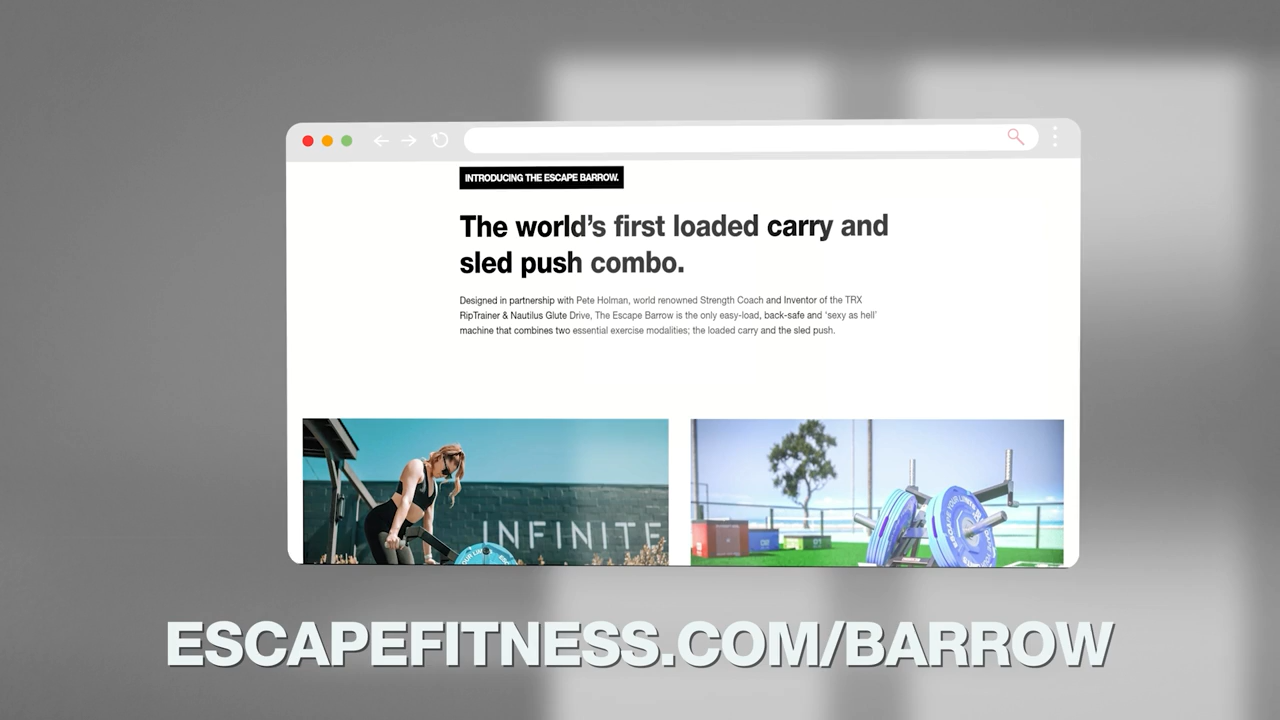 INTRODUCING THE ESCAPE BARROW.
The world's first loaded carry and
sled push combo.
Designed in partnership with Pete Holman, world renowned Strength Coach and Inventor of the TRX
RipTrainer & Nautilus Glute Drive, The Escape Barrow is the only easy-load, back-safe and 'sexy as hell'
machine that combines two essential exercise modalities; the loaded carry and the sled push.
INFINITE
ESCAPEFITNESS.COM/BARROW